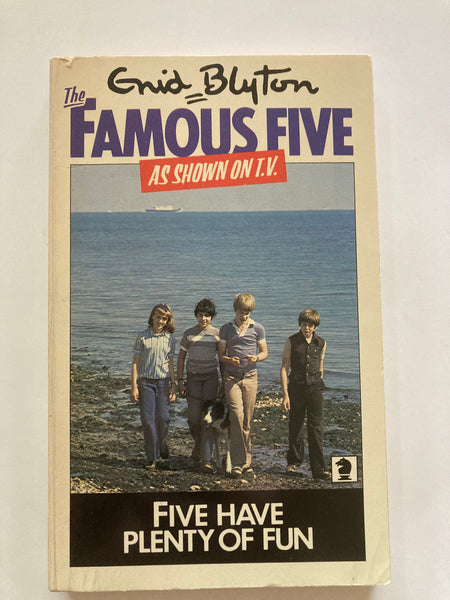 Enid Blyton
The
FAMOUS FIVE
AS SHOWN ON T.V.
FIVE HAVE
PLENTY OF FUN